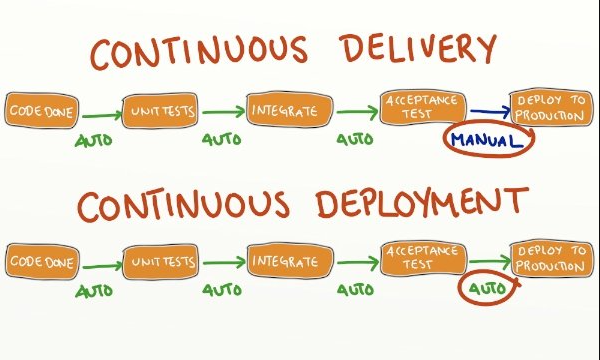 CONTINUOUS DELIVERY
CODE DONE
UNIT TESTS
INTEGRATE
ACCEPTANCE
TEST
DEPLOY TO
PRODUCTION
AUTO
AUTO
AUTO
MANUAL
CONTINUOUS DEPLOYMENT
CODE DONE
UNIT TESTS
INTEGRATE
ACCEPTANCE
TEST
DEPLOY TO
PRODUCTION
AUTO
AUTO
AUTO
AUTO